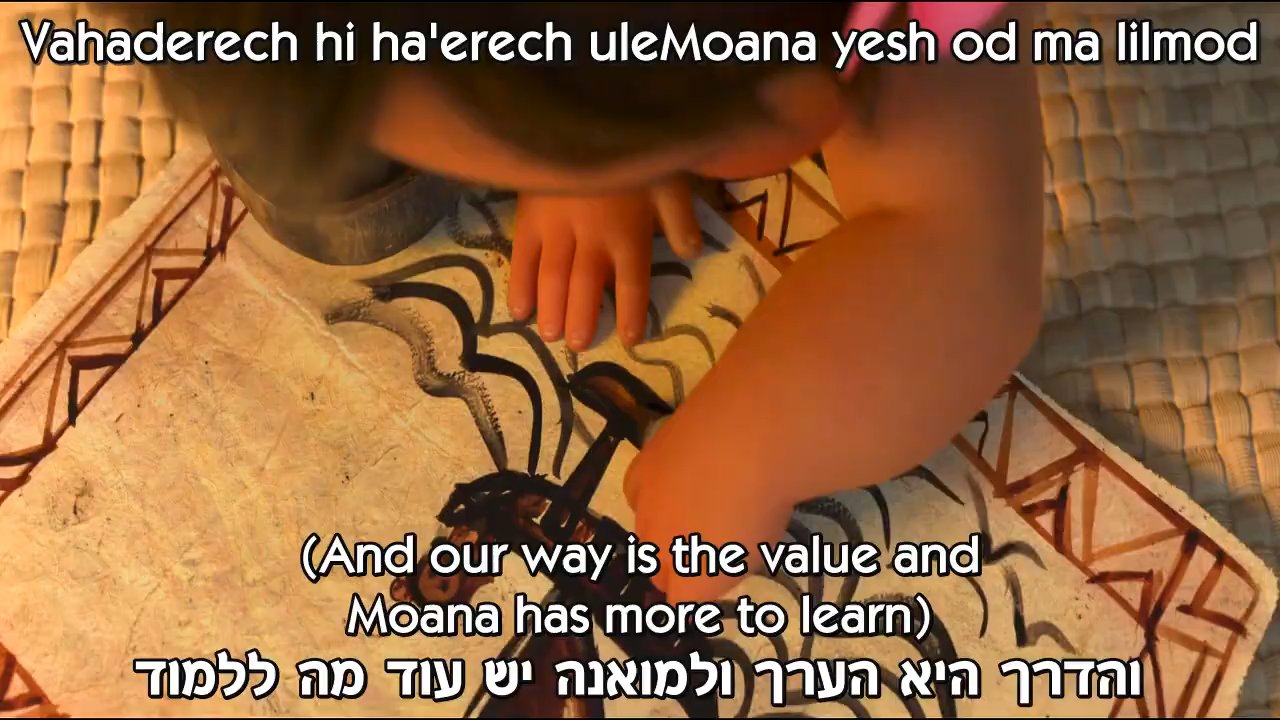 Vahaderech hi ha'erech uleMoana yesh od ma lilmod
(And our way is the value and
Moana has more to learn)
והדרך היא הערך ולמואנה יש עוד מה ללמוד